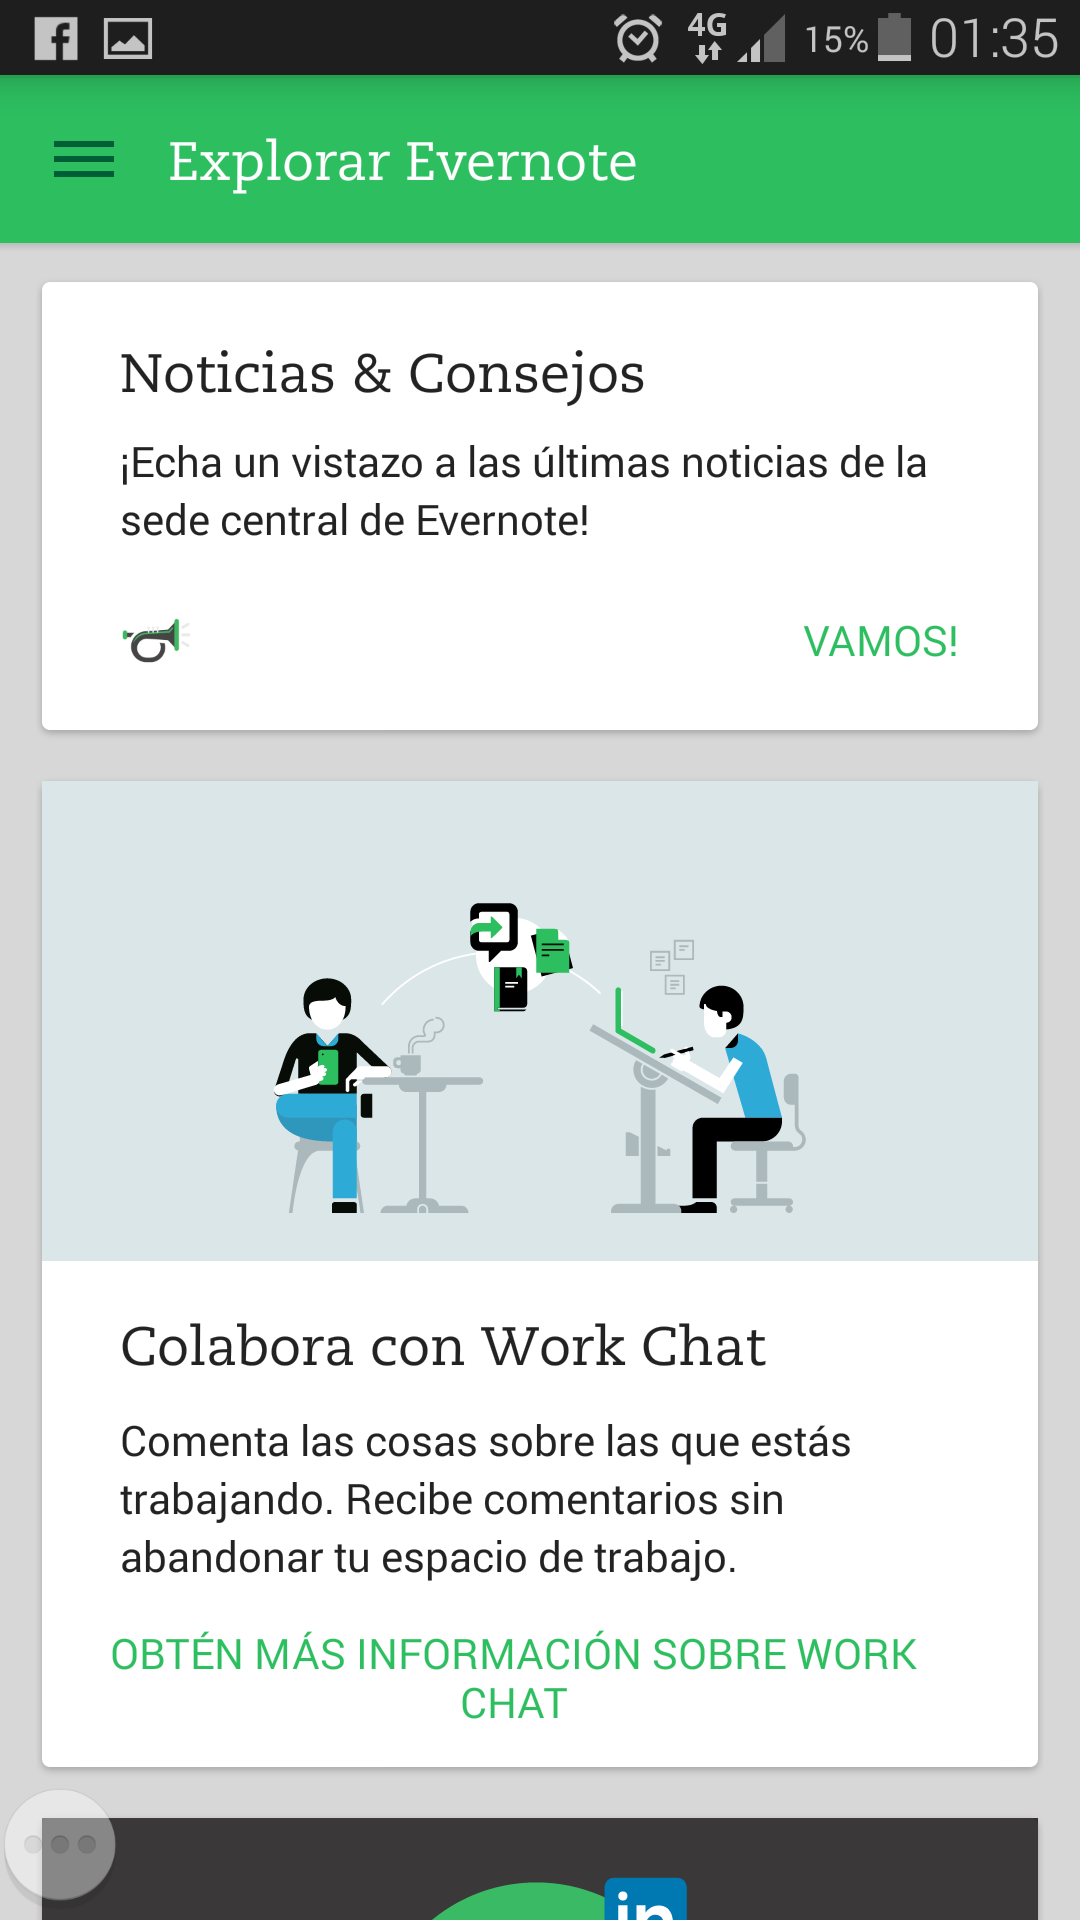 4G 15% 01:35
Explorar Evernote
Noticias & Consejos
¡Echa un vistazo a las últimas noticias de la
sede central de Evernote!
VAMOS!
Colabora con Work Chat
Comenta las cosas sobre las que estás
trabajando. Recibe comentarios sin
abandonar tu espacio de trabajo.
OBTÉN MÁS INFORMACIÓN SOBRE WORK
CHAT
in